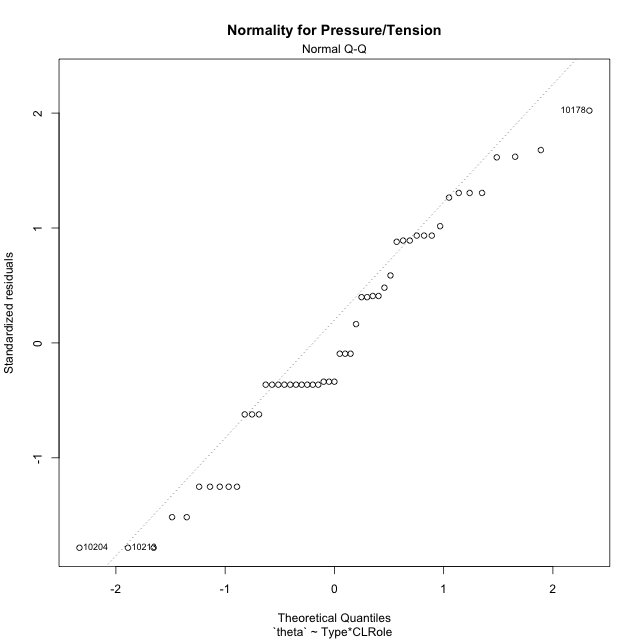 Normality for Pressure/Tension
Normal Q-Q
10178
10204
10213
2
1
0
-1
-2
-1
0
1
2
Standardized residuals
Theoretical Quantiles
`theta` ~ Type*CLRole